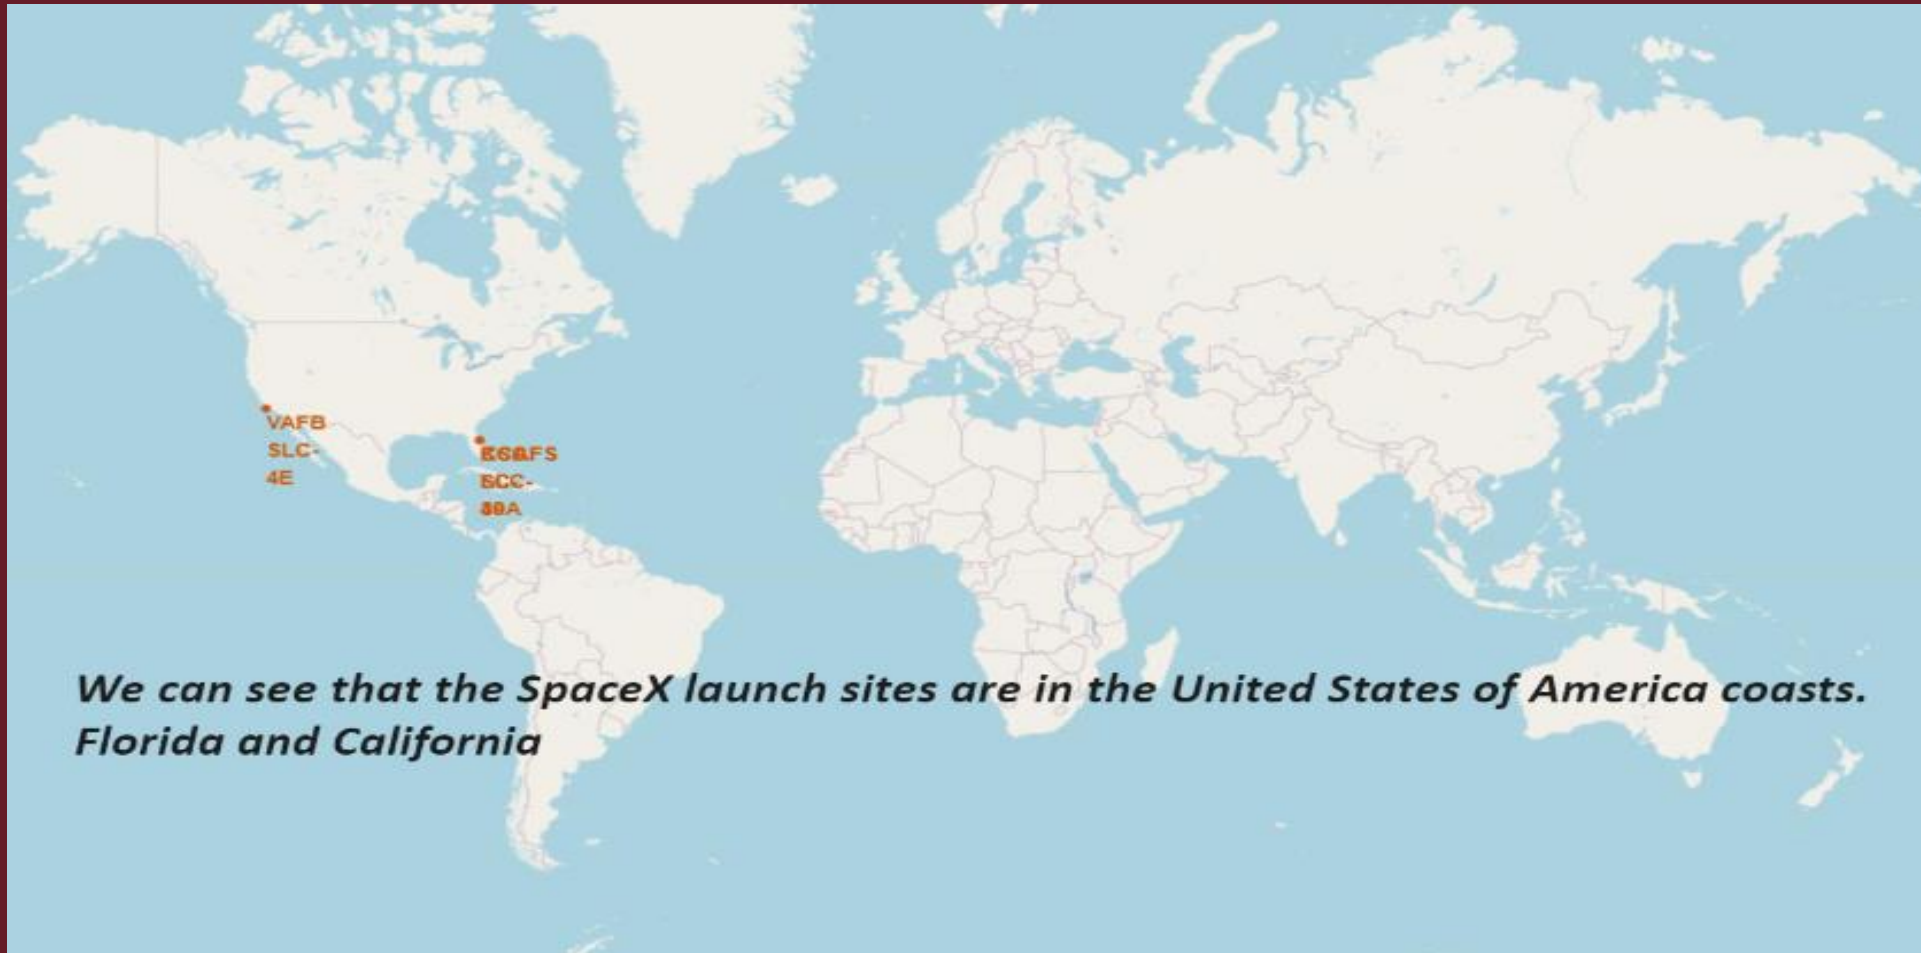 VAFB
SLC-
4E
We can see that the SpaceX launch sites are in the United States of America coasts.
Florida and California